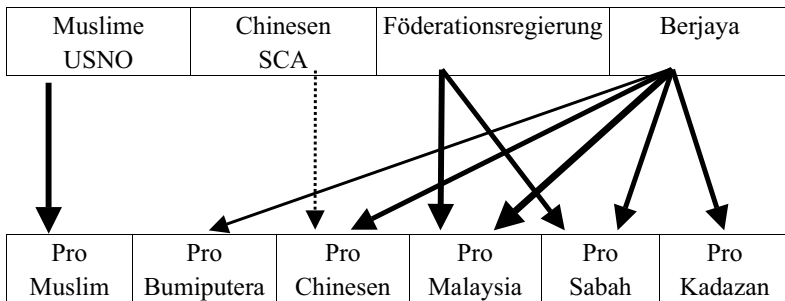 Muslime Chinesen Föderationsregierung Berjaya
USNO SCA
Pro Pro Pro Pro Pro Pro
Muslim Bumiputera Chinesen Malaysia Sabah Kadazan